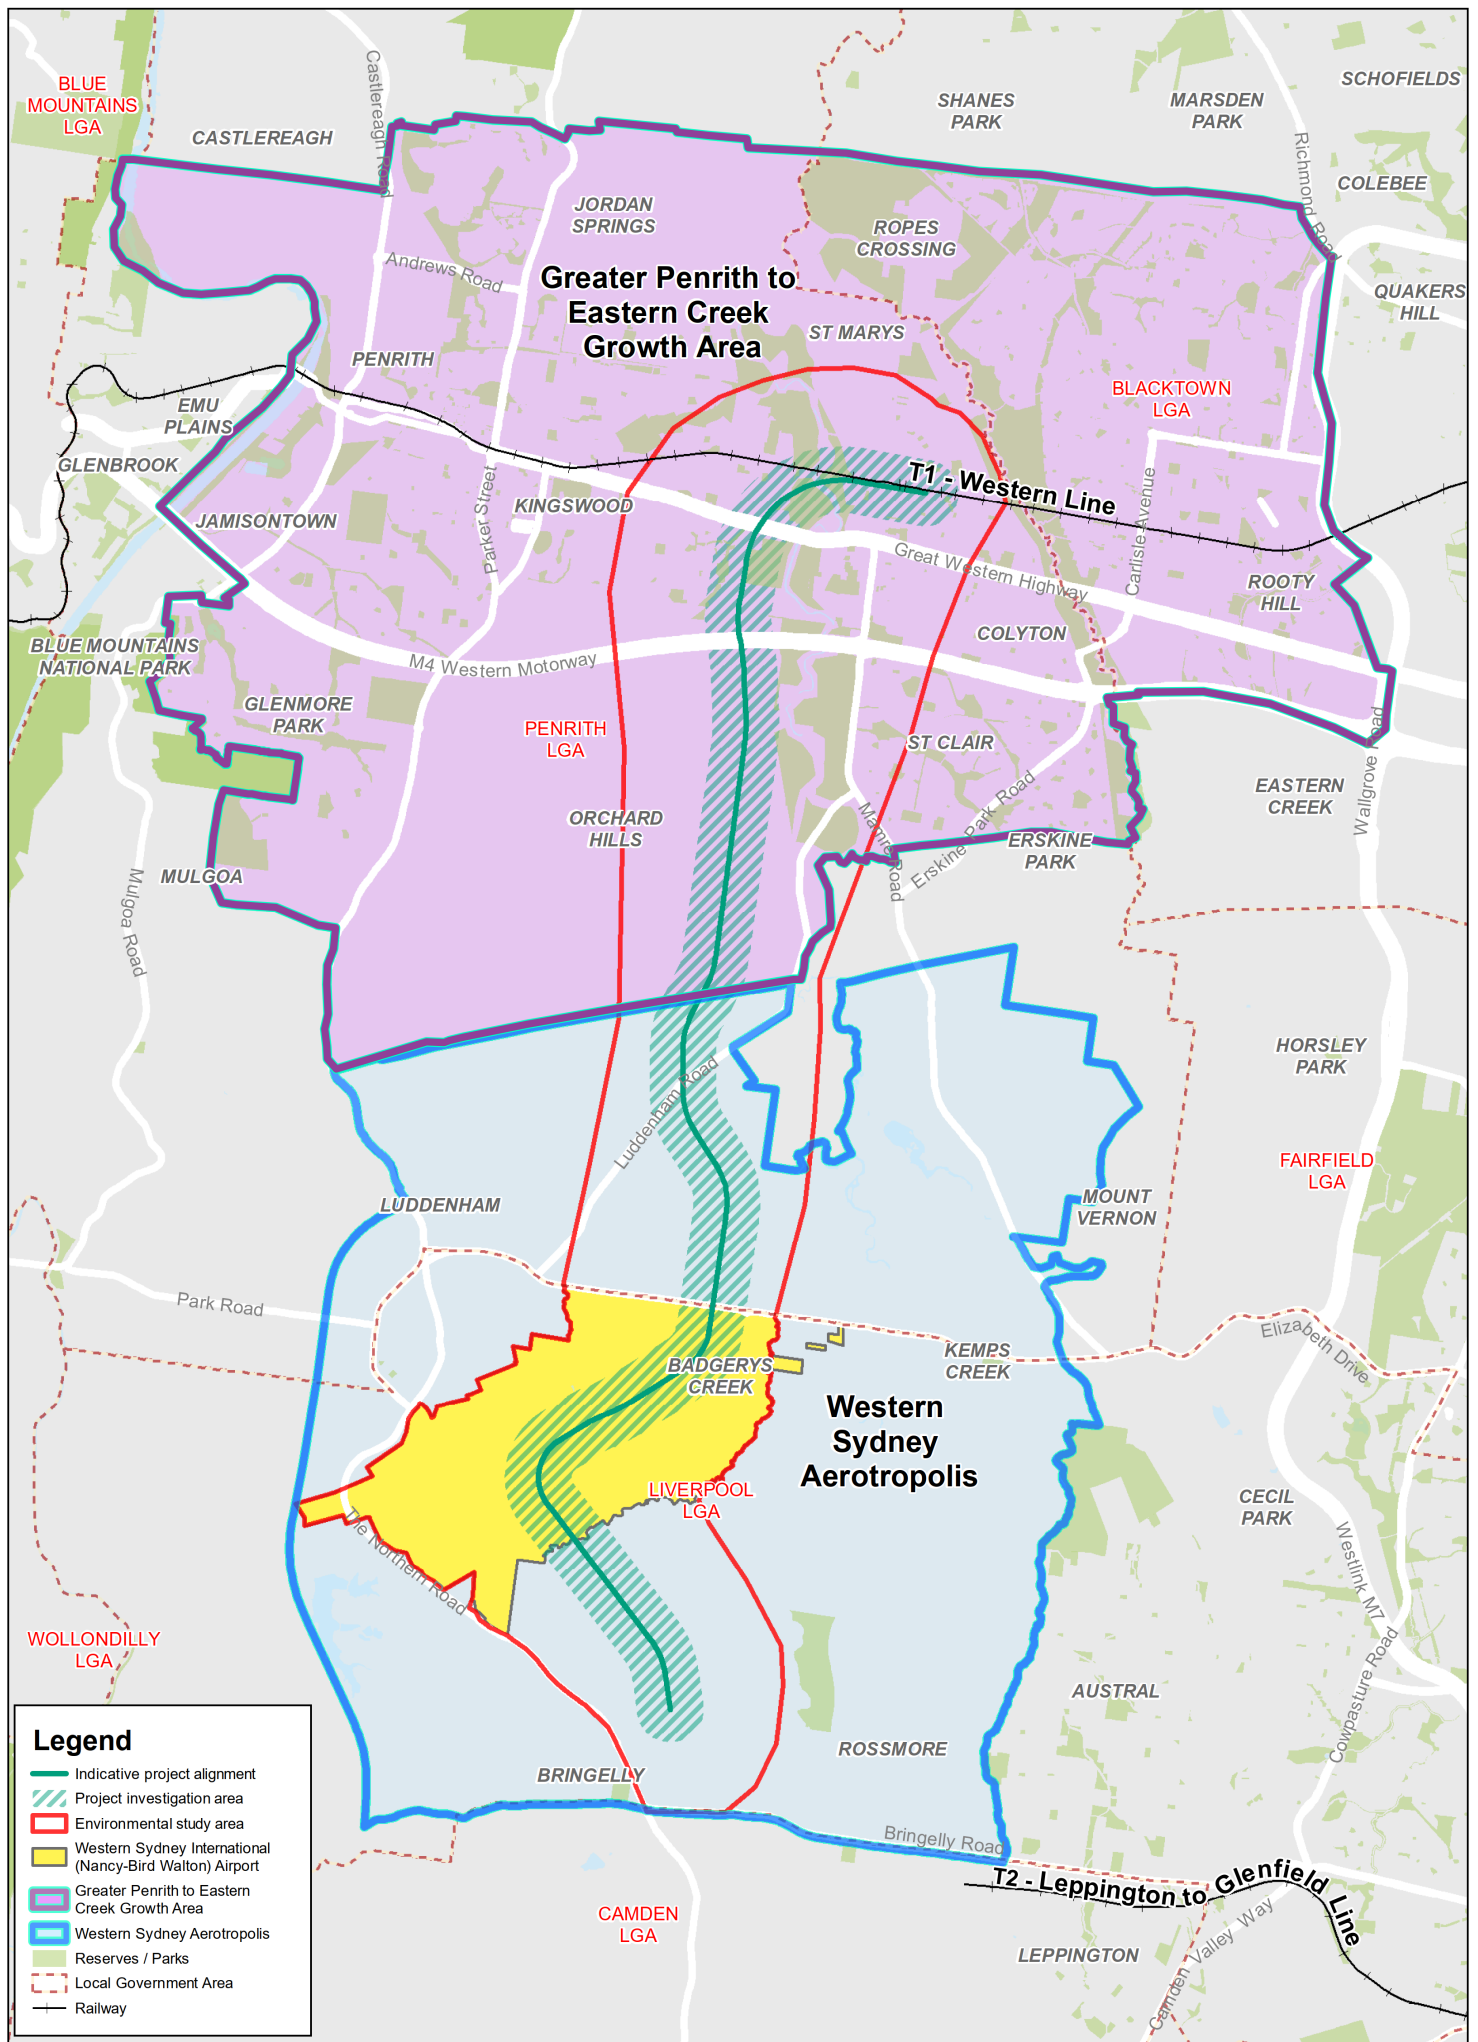 BLUE
MOUNTAINS
LGA
CASTLEREAGH
Castlereagh Road
SHANES
PARK
MARSDEN
PARK
SCHOFIELDS
Richmond Road
COLEBEE
JORDAN
SPRINGS
ROPES
CROSSING
Andrews Road
Greater Penrith to
Eastern Creek
Growth Area
QUAKERS
HILL
ST MARYS
PENRITH
BLACKTOWN
LGA
EMU
PLAINS
GLENBROOK
T1 - Western Line
KINGSWOOD
JAMISONTOWN
Parker Street
Carlisle Avenue
Great Western Highway
ROOTY
HILL
COLYTON
BLUE MOUNTAINS
NATIONAL PARK
M4 Western Motorway
GLENMORE
PARK
PENRITH
LGA
ST CLAIR
Wallgrove Road
EASTERN
CREEK
ORCHARD
HILLS
Mamre Road
Erskine Park Road
ERSKINE
PARK
MULGOA
Mulgoa Road
HORSLEY
PARK
Luddenham Road
FAIRFIELD
LGA
LUDDENHAM
MOUNT
VERNON
Park Road
Elizabeth Drive
BADGERYS
CREEK
KEMPS
CREEK
Western
Sydney
Aerotropolis
LIVERPOOL
LGA
CECIL
PARK
The Northern Road
Westlink M7
WOLLONDILLY
LGA
AUSTRAL
Cowpasture Road
ROSSMORE
BRINGELLY
Bringelly Road
T2 - Leppington to Glenfield Line
CAMDEN
LGA
LEPPINGTON
Camden Valley Way
Legend
Indicative project alignment
Project investigation area
Environmental study area
Western Sydney International
(Nancy-Bird Walton) Airport
Greater Penrith to Eastern
Creek Growth Area
Western Sydney Aerotropolis
Reserves / Parks
Local Government Area
Railway